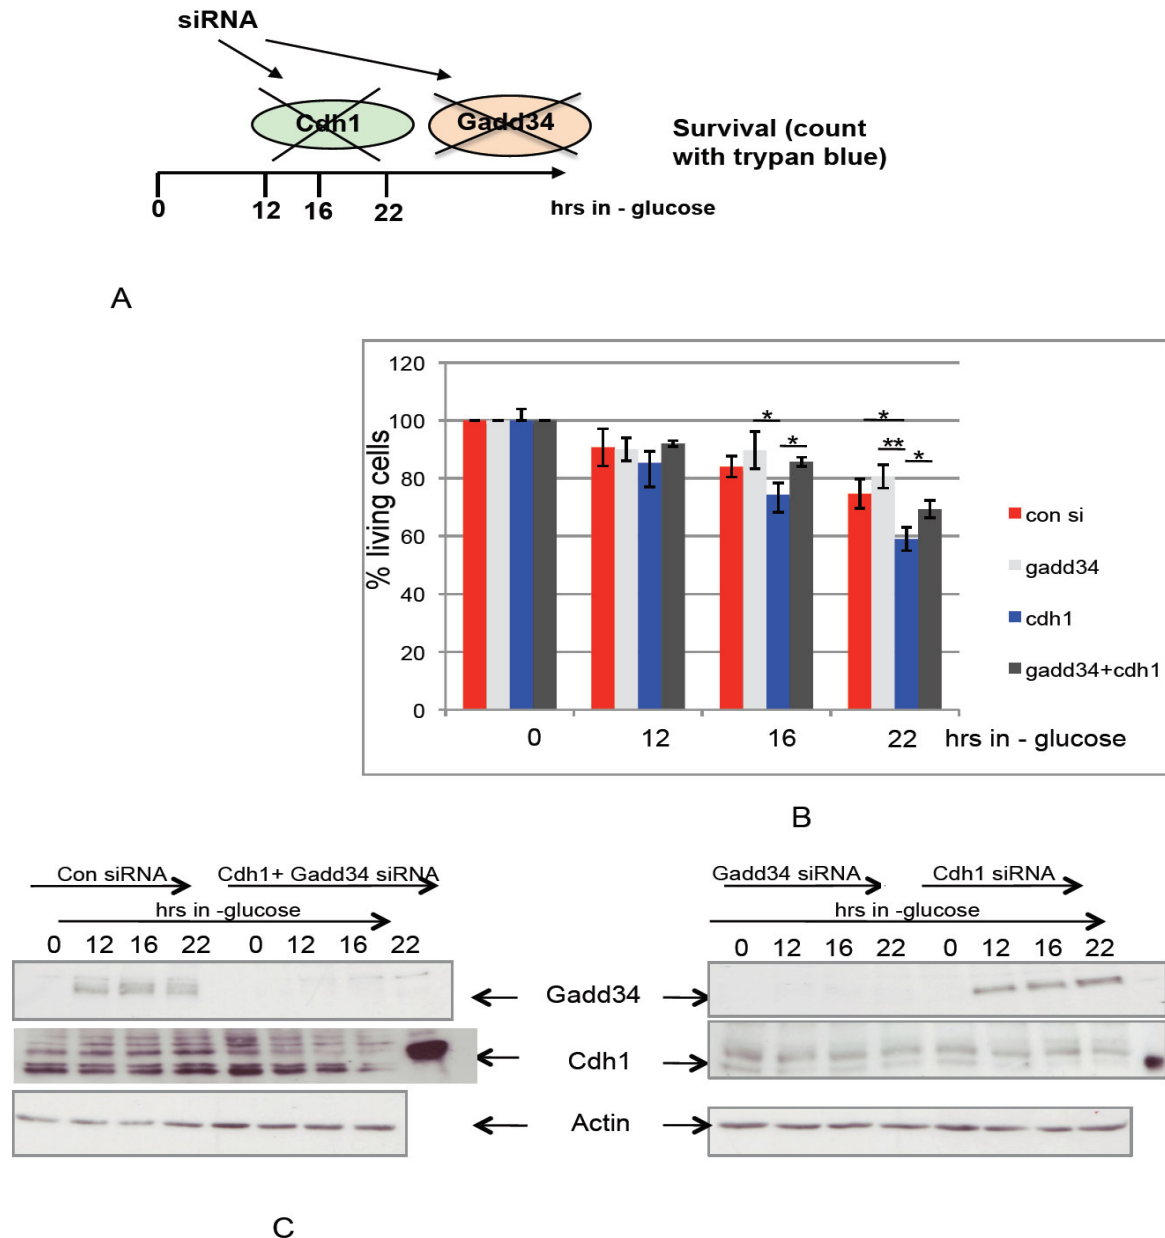 siRNA
Cdh1
Gadd34
Survival (count
with trypan blue)
0
12
16
22
hrs in - glucose
A
120
100
80
60
40
20
0
% living cells
*
*
*
**
*
con si
gadd34
cdh1
gadd34+cdh1
0
12
16
22
hrs in - glucose
B
Con siRNA
Cdh1+ Gadd34 siRNA
hrs in -glucose
0 12 16 22 0 12 16 22
Gadd34 siRNA
Cdh1 siRNA
hrs in -glucose
0 12 16 22 0 12 16 22
Gadd34
Cdh1
Actin
C